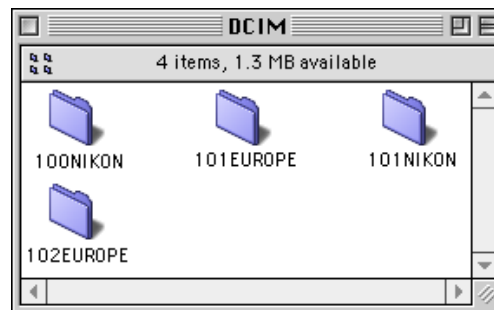 DCIM
4 items, 1.3 MB available
100NIKON 101EUROPE 101NIKON
102EUROPE